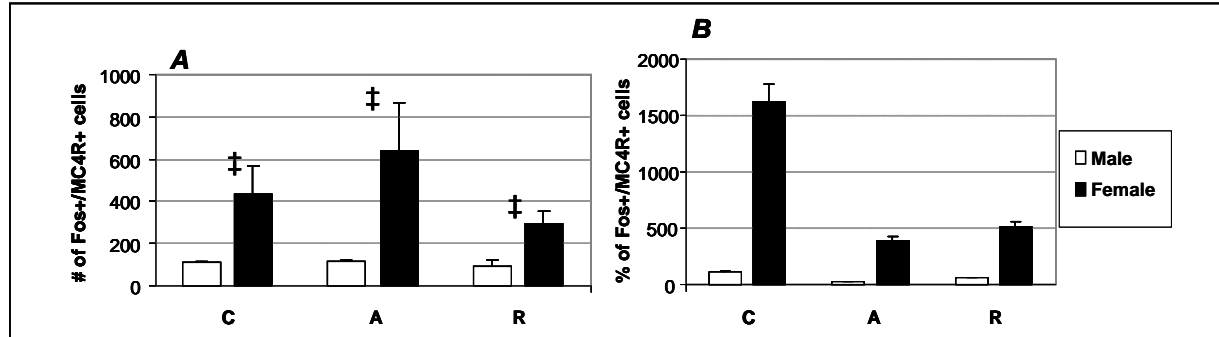 A
# of Fos+/MC4R+ cells
1000
800
600
400
200
0
‡
‡
‡
C A R
B
% of Fos+/MC4R+ cells
2000
1500
1000
500
0
C A R
Male
Female